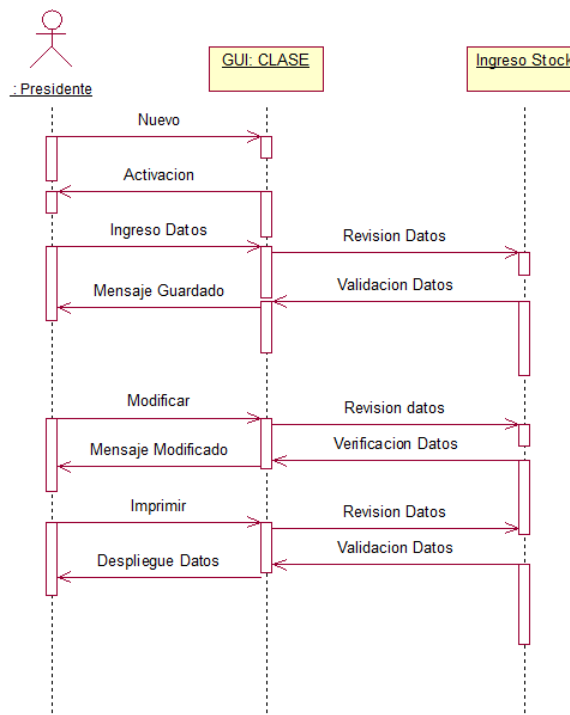 GUI: CLASE
Ingreso Stock
: Presidente
Nuevo
Activacion
Ingreso Datos
Revision Datos
Mensaje Guardado
Validacion Datos
Modificar
Revision datos
Mensaje Modificado
Verificacion Datos
Imprimir
Revision Datos
Despliegue Datos
Validacion Datos